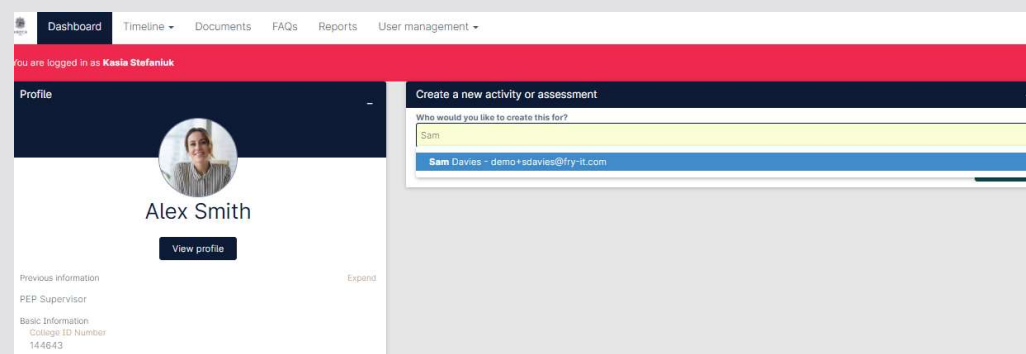 Dashboard Timeline Documents FAQs Reports User management
You are logged in as Kasia Stefaniuk
Profile
Create a new activity or assessment
Who would you like to create this for?
Sam
Sam Davies - demo+sdavies@fry-it.com
Alex Smith
View profile
Previous information Expand
PEP Supervisor
Basic Information
College ID Number
144643